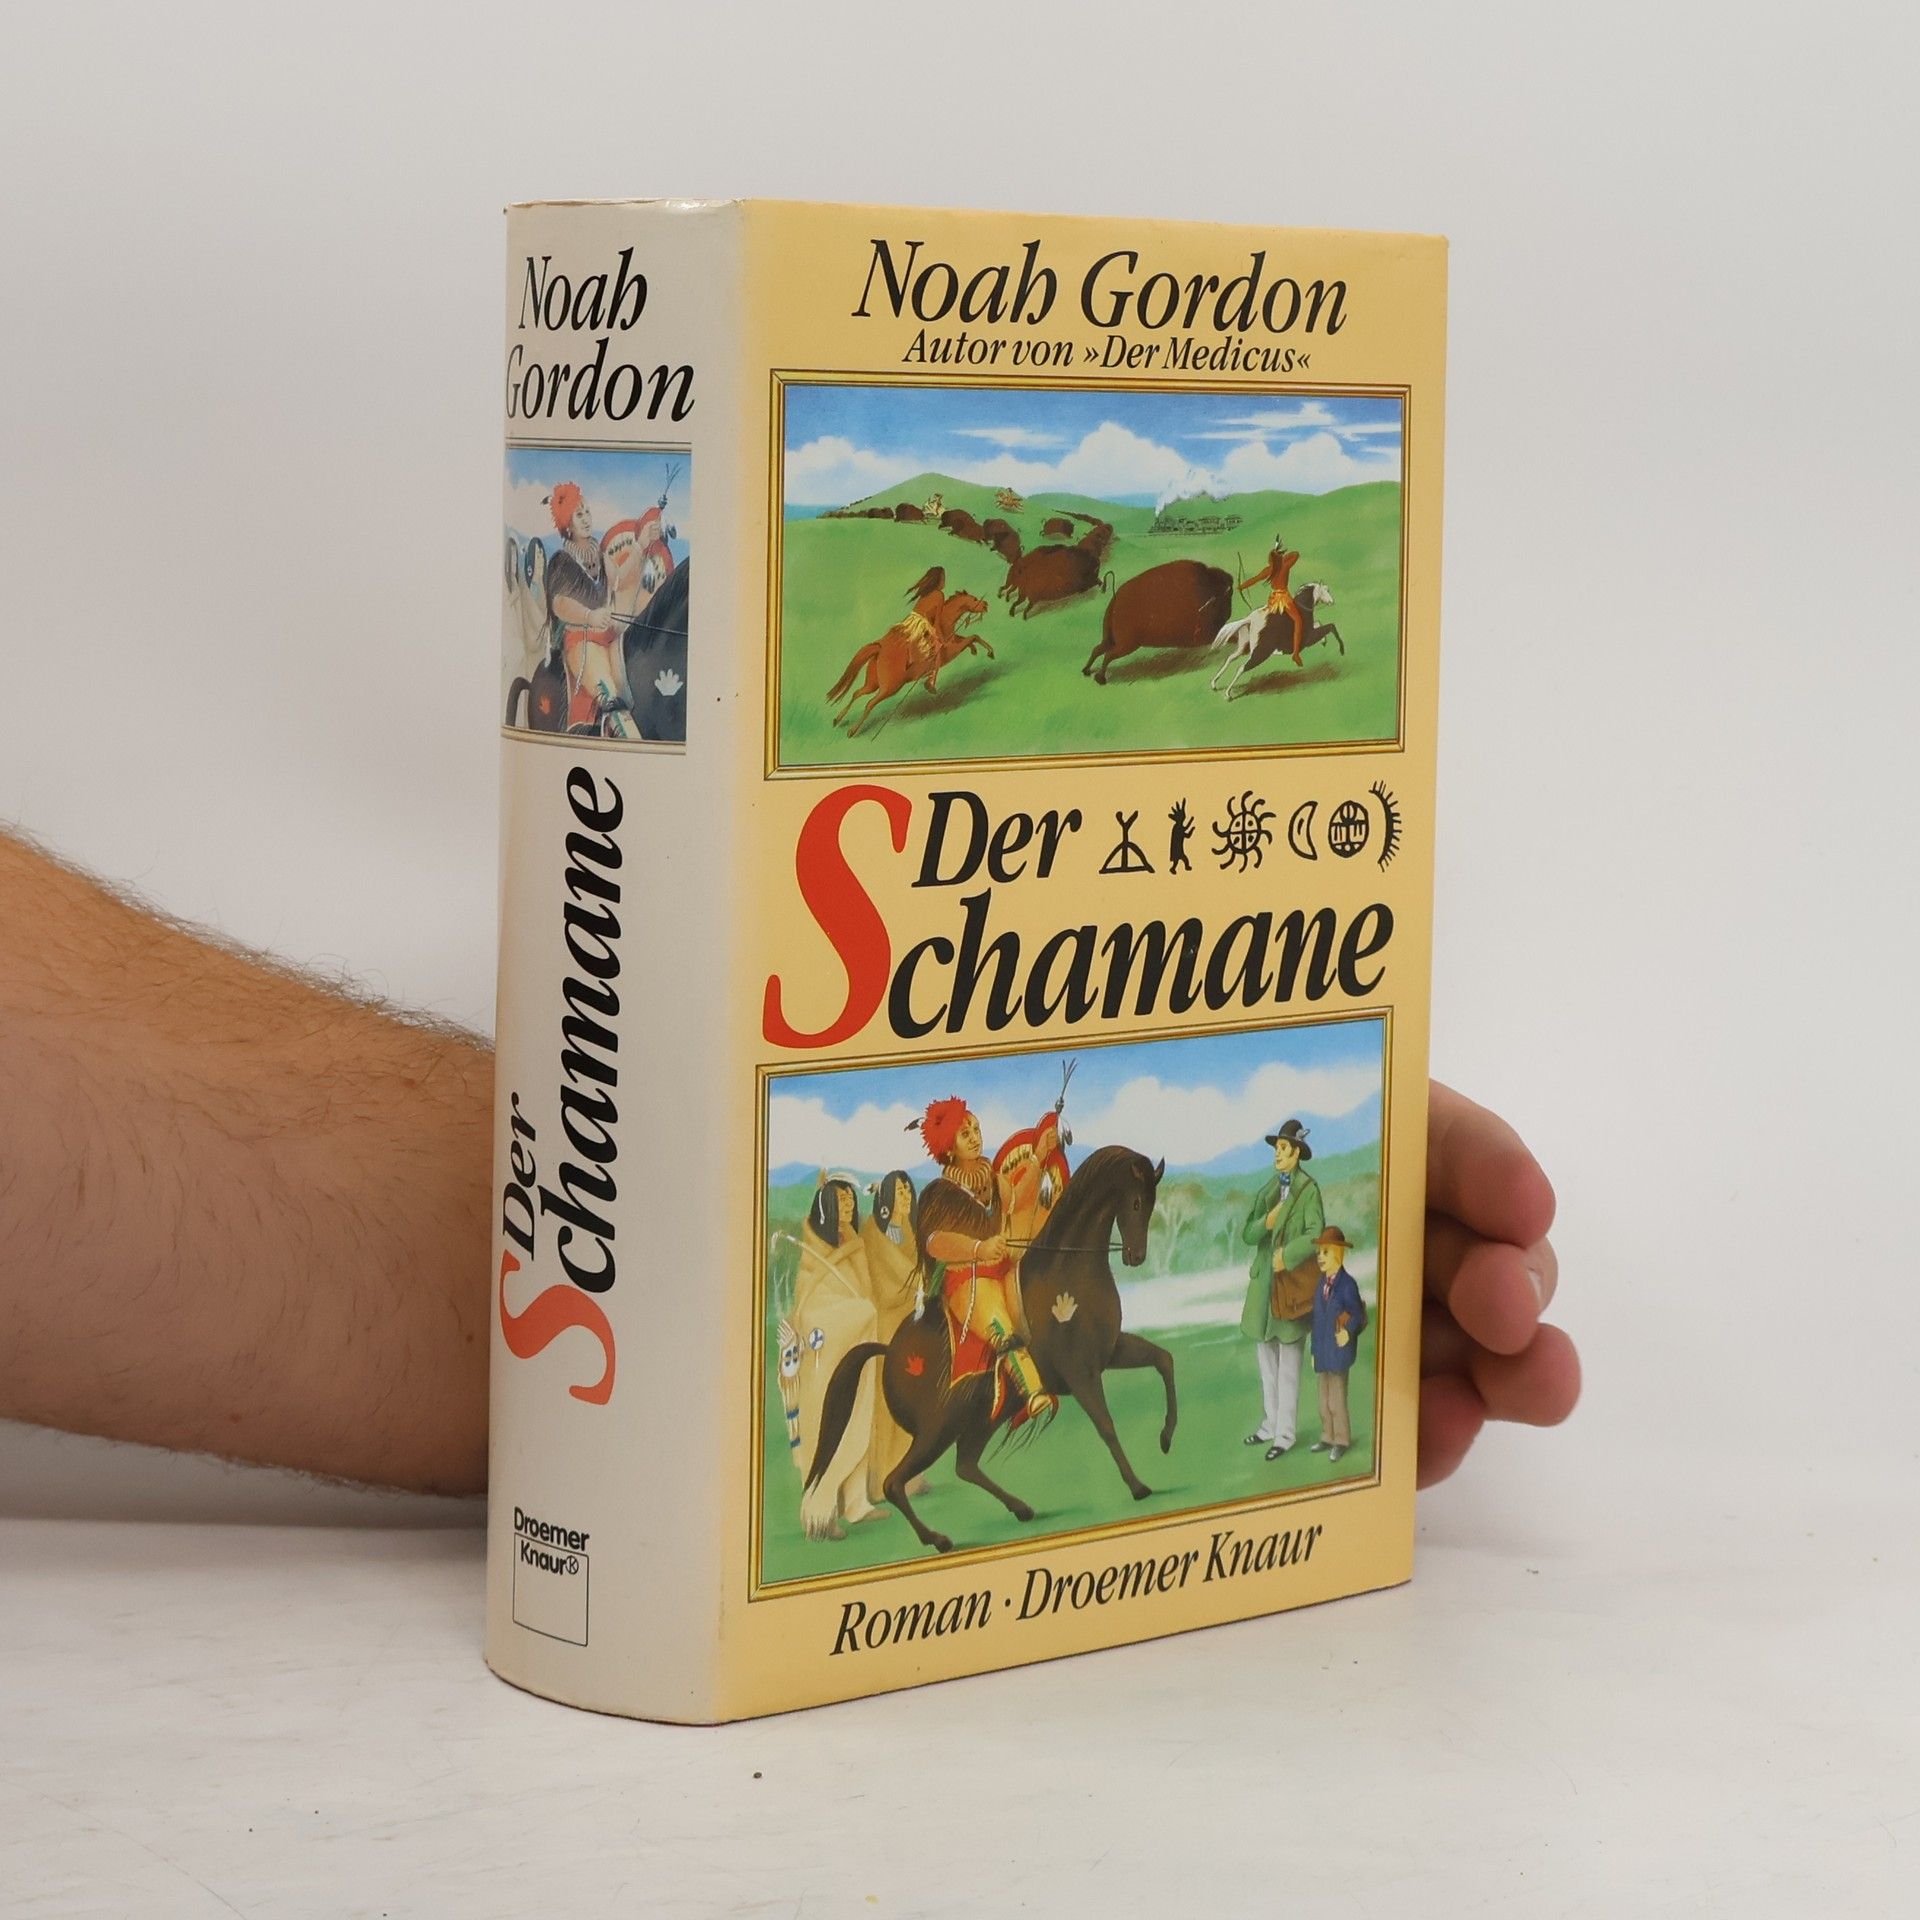 Noah
Gordon
Der
Schamane
Droemer
Knaur®
Noah Gordon
Autor von »Der Medicus«
Der
Schamane
Roman · Droemer Knaur